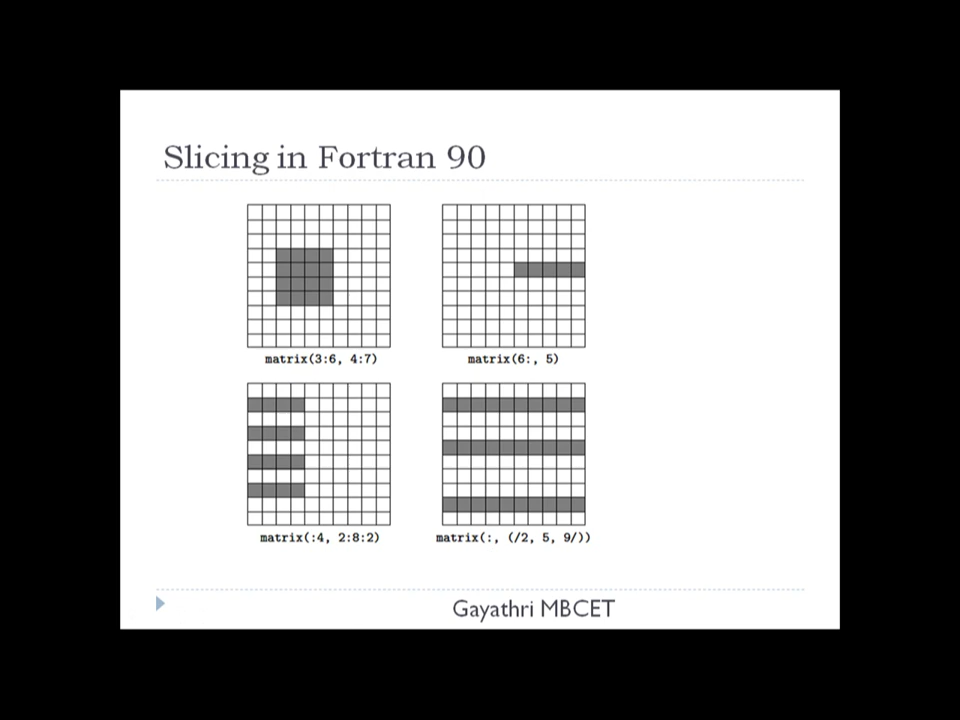 Slicing in Fortran 90
matrix(3:6, 4:7)
matrix(6:, 5)
matrix(:4, 2:8:2)
matrix(:, (/2, 5, 9/))
Gayathri MBCET